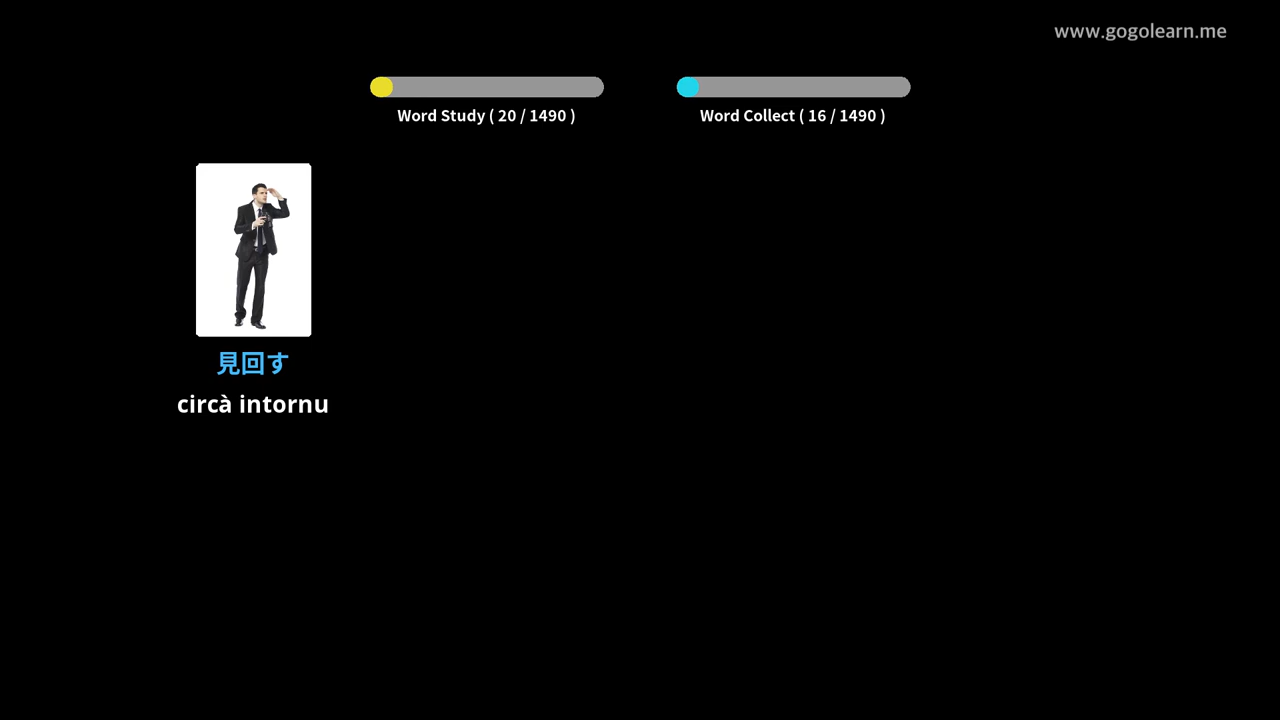 www.gogolearn.me
Word Study ( 20 / 1490 )
Word Collect ( 16 / 1490 )
見回す
circà intornu